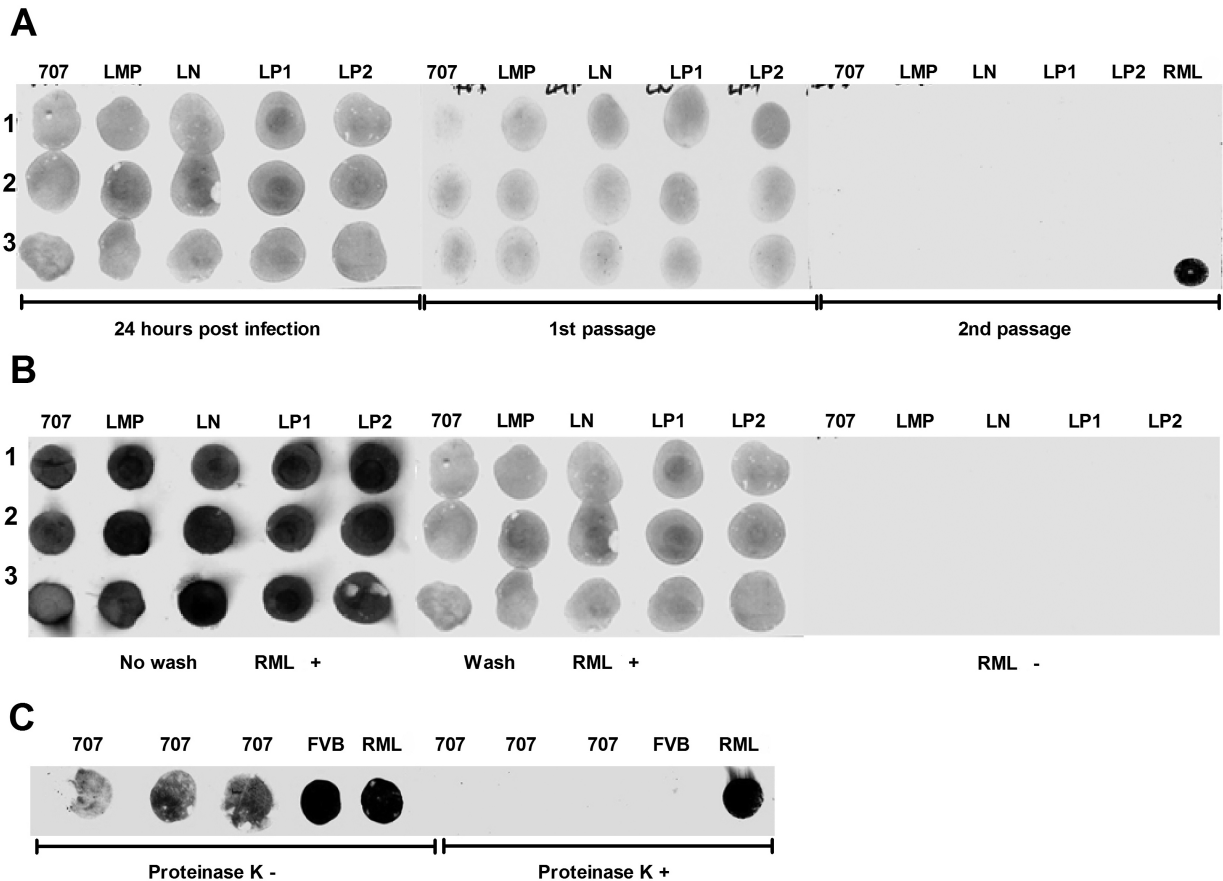 A
707 LMP LN LP1 LP2 707 LMP LN LP1 LP2 707 LMP LN LP1 LP2 RML
1
2
3
24 hours post infection 1st passage 2nd passage
B
707 LMP LN LP1 LP2 707 LMP LN LP1 LP2 707 LMP LN LP1 LP2
1
2
3
No wash RML + Wash RML + RML -
C
707 707 707 FVB RML 707 707 707 FVB RML
Proteinase K - Proteinase K +